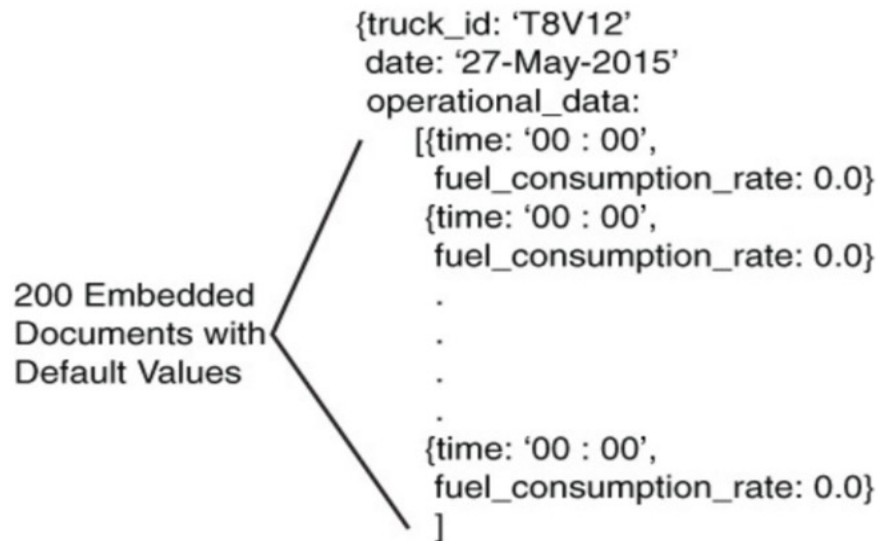 {truck_id: ‘T8V12’
date: ‘27-May-2015’
operational_data:
[{time: ‘00 : 00’,
fuel_consumption_rate: 0.0}
{time: ‘00 : 00’,
fuel_consumption_rate: 0.0}
.
.
.
.
{time: ‘00 : 00’,
fuel_consumption_rate: 0.0}
]
200 Embedded
Documents with
Default Values